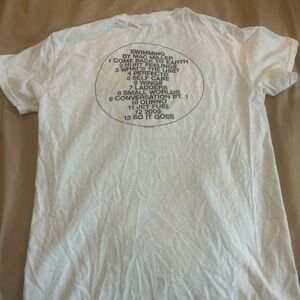 SWIMMING
BY MAC MILLER
1 COME BACK TO EARTH
2 HURT FEELINGS
3 WHAT'S THE USE?
4 PERFECTO
5 SELF CARE
6 WINGS
7 LADDERS
8 SMALL WORLDS
9 CONVERSATION PT. 1
10 DUNNO
11 JET FUEL
12 2009
13 SO IT GOES